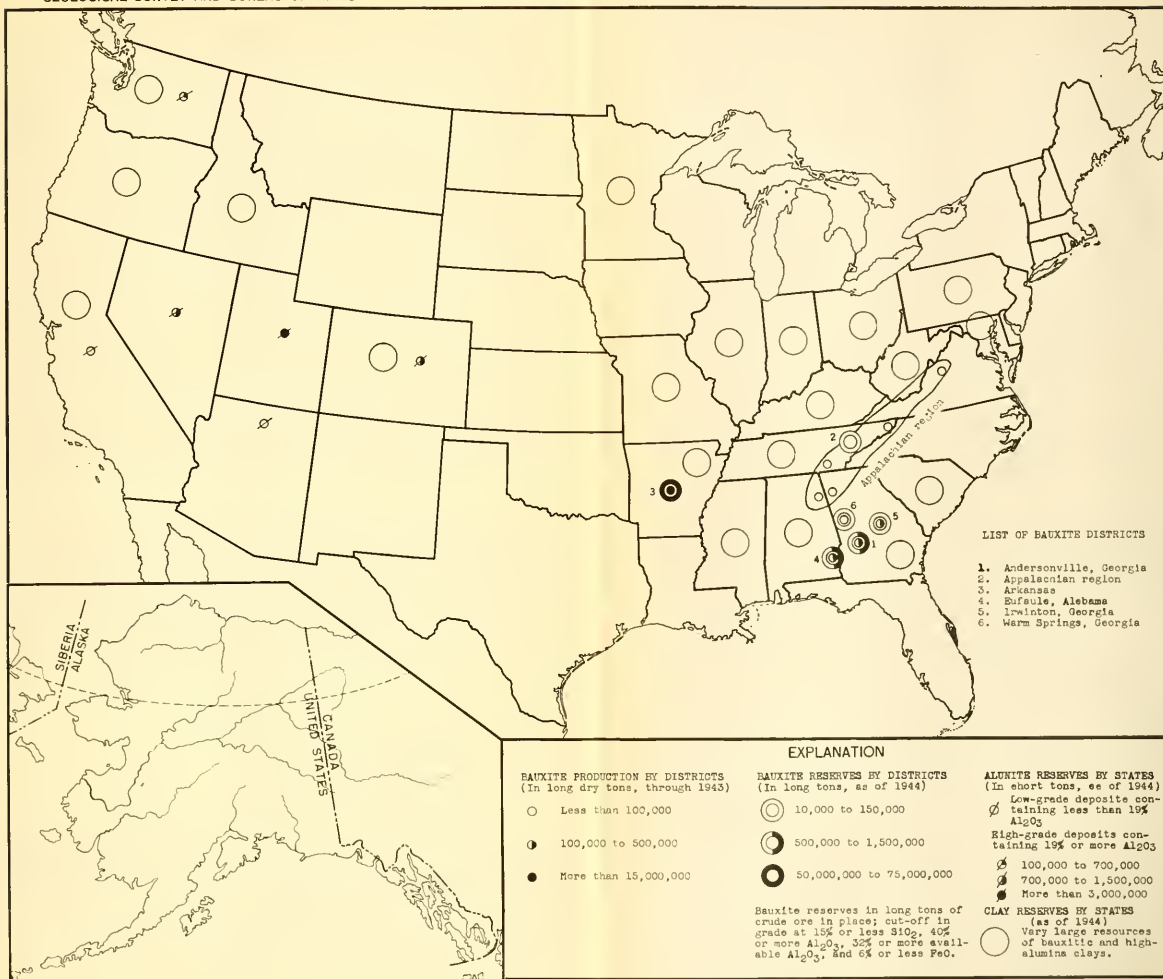 SIBERIA
ALASKA
CANADA
UNITED STATES
Appalachian region
2
3
6
5
1
4
LIST OF BAUXITE DISTRICTS
1. Andersonville, Georgia
2. Appalachian region
3. Arkansas
4. Eufaule, Alabama
5. Irwinton, Georgia
6. Warm Springs, Georgia
EXPLANATION
BAUXITE PRODUCTION BY DISTRICTS
(In long dry tons, through 1943)
Less than 100,000
100,000 to 500,000
More than 15,000,000
BAUXITE RESERVES BY DISTRICTS
(In long tons, as of 1944)
10,000 to 150,000
500,000 to 1,500,000
50,000,000 to 75,000,000
Bauxite reserves in long tons of
crude ore in place; cut-off in
grade at 15% or less SiO₂, 40%
or more Al₂O₃, 32% or more avail-
able Al₂O₃, and 6% or less FeO.
ALUNITE RESERVES BY STATES
(In short tons, as of 1944)
Low-grade deposite con-
taining less than 19%
Al₂O₃
High-grade deposits con-
taining 19% or more Al₂O₃
100,000 to 700,000
700,000 to 1,500,000
More than 3,000,000
CLAY RESERVES BY STATES
(as of 1944)
Vary large resources
of bauxitic and high-
alumina clays.